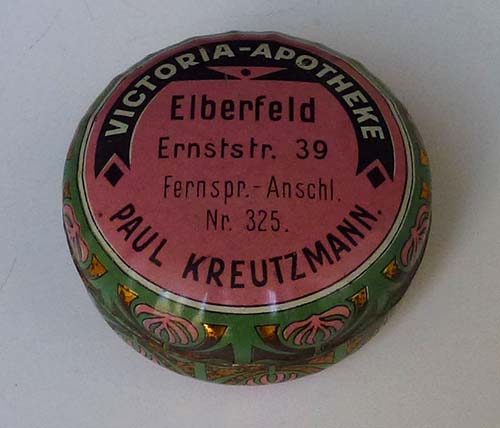 VICTORIA-APOTHEKE
Elberfeld
Ernststr. 39
Fernspr.-Anschl.
Nr. 325.
PAUL KREUTZMANN.